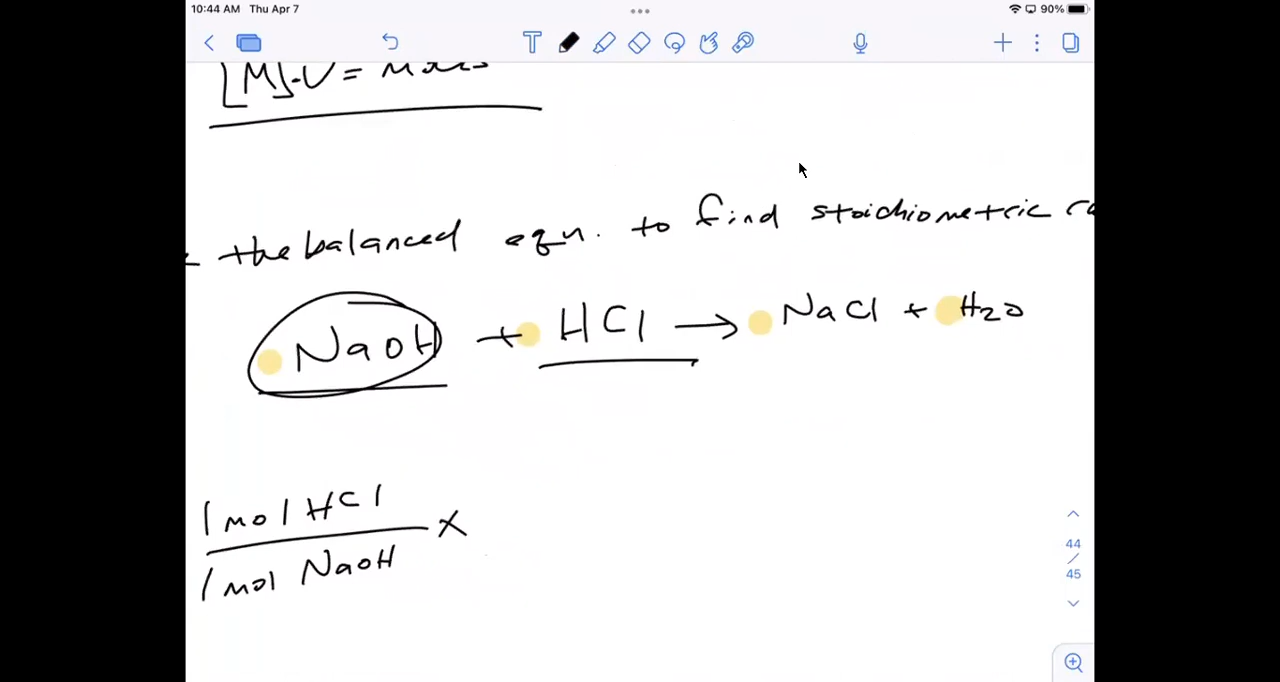 10:44 AM Thu Apr 7
90%
[M]·V =
the balanced eqn. to find stoichiometric
NaOH + HCl → NaCl + H2O
1 mol HCl
1 mol NaOH
×
44
/
45